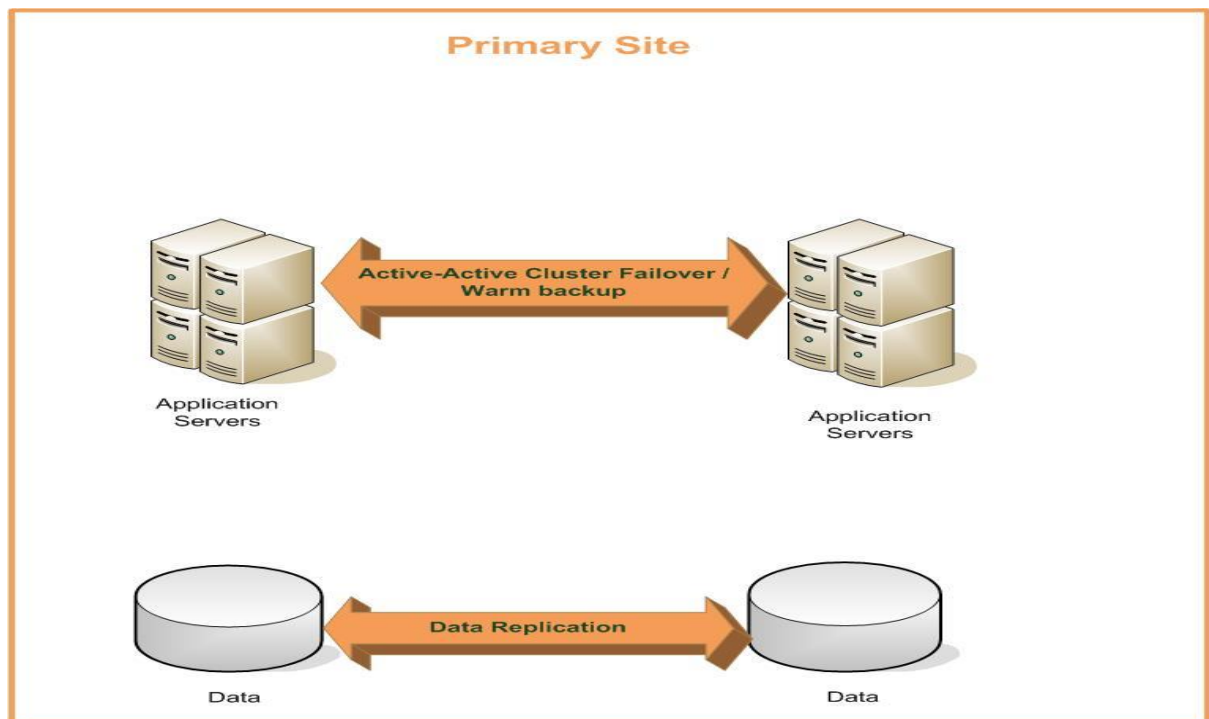 Primary Site
Active-Active Cluster Failover /
Warm backup
Application
Servers
Application
Servers
Data Replication
Data
Data